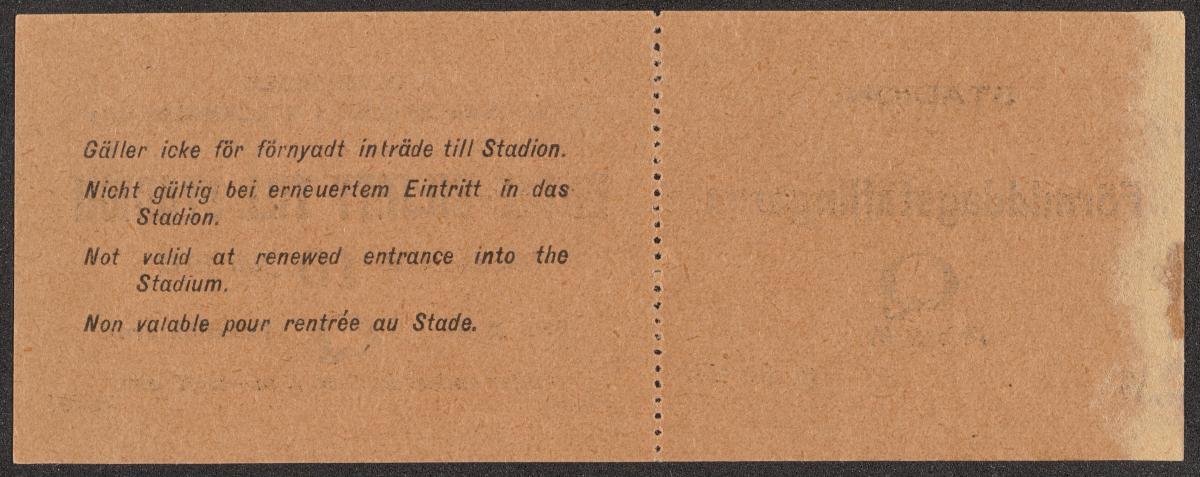 Gäller icke för förnyadt inträde till Stadion.
Nicht gültig bei erneuertem Eintritt in das
Stadion.
Not valid at renewed entrance into the
Stadium.
Non valable pour rentrée au Stade.